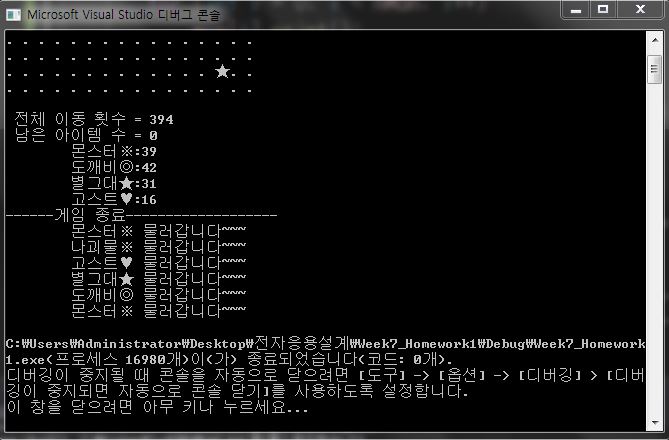 Microsoft Visual Studio 디버그 콘솔
. . . . . . . . . . . . . . . .
. . . . . . . . . . . . . . . .
. . . . . . . . . . . . . ★ . .
. . . . . . . . . . . . . . . .
전체 이동 횟수 = 394
남은 아이템 수 = 0
몬스터※:39
도깨비◎:42
별그대★:31
고스트♥:16
------게임 종료-------------------
몬스터※ 물러갑니다~~~
나괴물※ 물러갑니다~~~
고스트♥ 물러갑니다~~~
별그대★ 물러갑니다~~~
도깨비◎ 물러갑니다~~~
몬스터※ 물러갑니다~~~
C:₩Users₩Administrator₩Desktop₩전자응용설계₩Week7_Homework1₩Debug₩Week7_Homework
1.exe(프로세스 16980개)이(가) 종료되었습니다(코드: 0개).
디버깅이 중지될 때 콘솔을 자동으로 닫으려면 [도구] -> [옵션] -> [디버깅] > [디버
깅이 중지되면 자동으로 콘솔 닫기]를 사용하도록 설정합니다.
이 창을 닫으려면 아무 키나 누르세요...